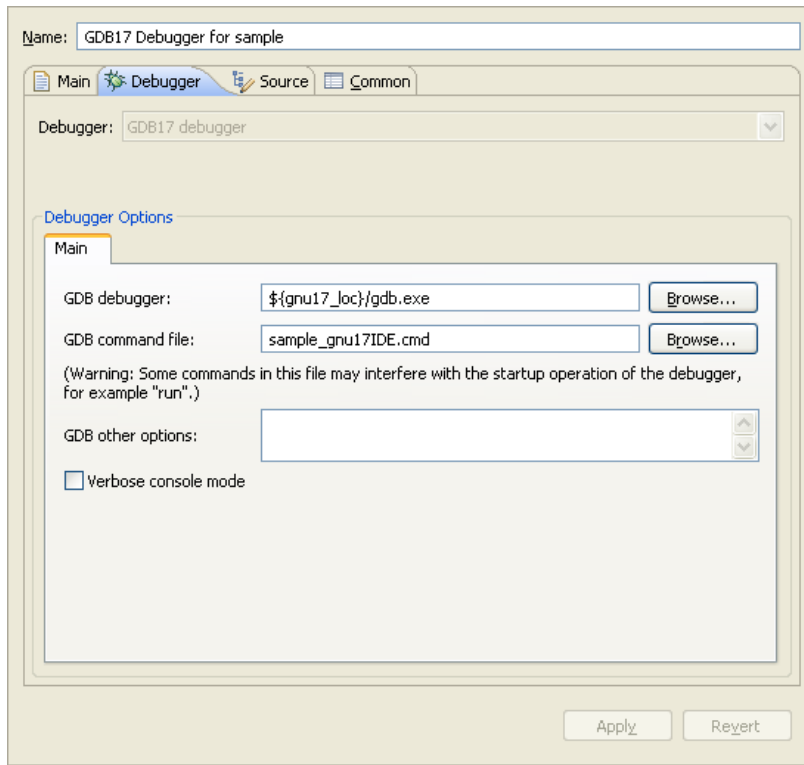 Name: GDB17 Debugger for sample
Main Debugger Source Common
Debugger: GDB17 debugger
Debugger Options
Main
GDB debugger: ${gnu17_loc}/gdb.exe Browse...
GDB command file: sample_gnu17IDE.cmd Browse...
(Warning: Some commands in this file may interfere with the startup operation of the debugger,
for example "run".)
GDB other options:
Verbose console mode
Apply Revert